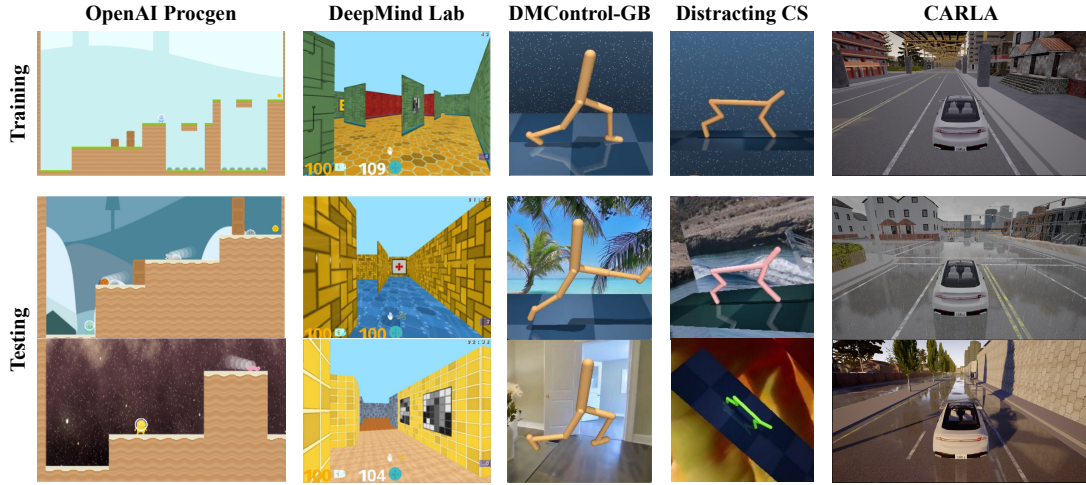 OpenAI Procgen
DeepMind Lab
DMControl-GB
Distracting CS
CARLA
Training
100 109
Testing
100 100
100 104